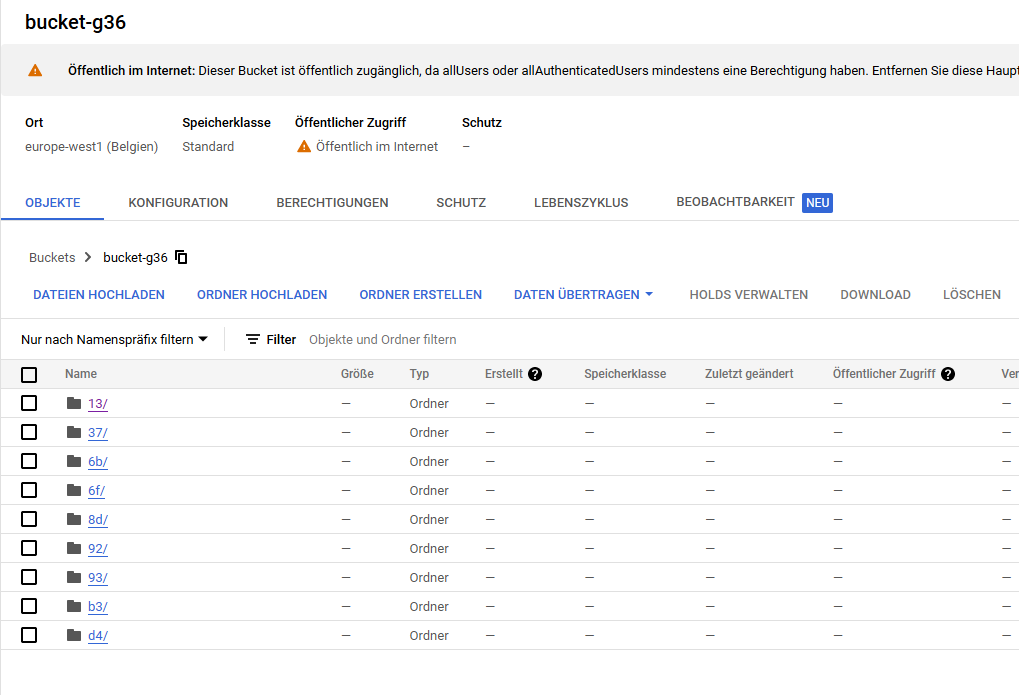 bucket-g36
Öffentlich im Internet: Dieser Bucket ist öffentlich zugänglich, da allUsers oder allAuthenticatedUsers mindestens eine Berechtigung haben. Entfernen Sie diese Haupt
Ort Speicherklasse Öffentlicher Zugriff Schutz
europe-west1 (Belgien) Standard Öffentlich im Internet –
OBJEKTE KONFIGURATION BERECHTIGUNGEN SCHUTZ LEBENSZYKLUS BEOBACHTBARKEIT NEU
Buckets > bucket-g36
DATEIEN HOCHLADEN ORDNER HOCHLADEN ORDNER ERSTELLEN DATEN ÜBERTRAGEN HOLDS VERWALTEN DOWNLOAD LÖSCHEN
Nur nach Namenspräfix filtern Filter Objekte und Ordner filtern
Name Größe Typ Erstellt ? Speicherklasse Zuletzt geändert Öffentlicher Zugriff ? Ver
13/ — Ordner — — — — —
37/ — Ordner — — — — —
6b/ — Ordner — — — — —
6f/ — Ordner — — — — —
8d/ — Ordner — — — — —
92/ — Ordner — — — — —
93/ — Ordner — — — — —
b3/ — Ordner — — — — —
d4/ — Ordner — — — — —